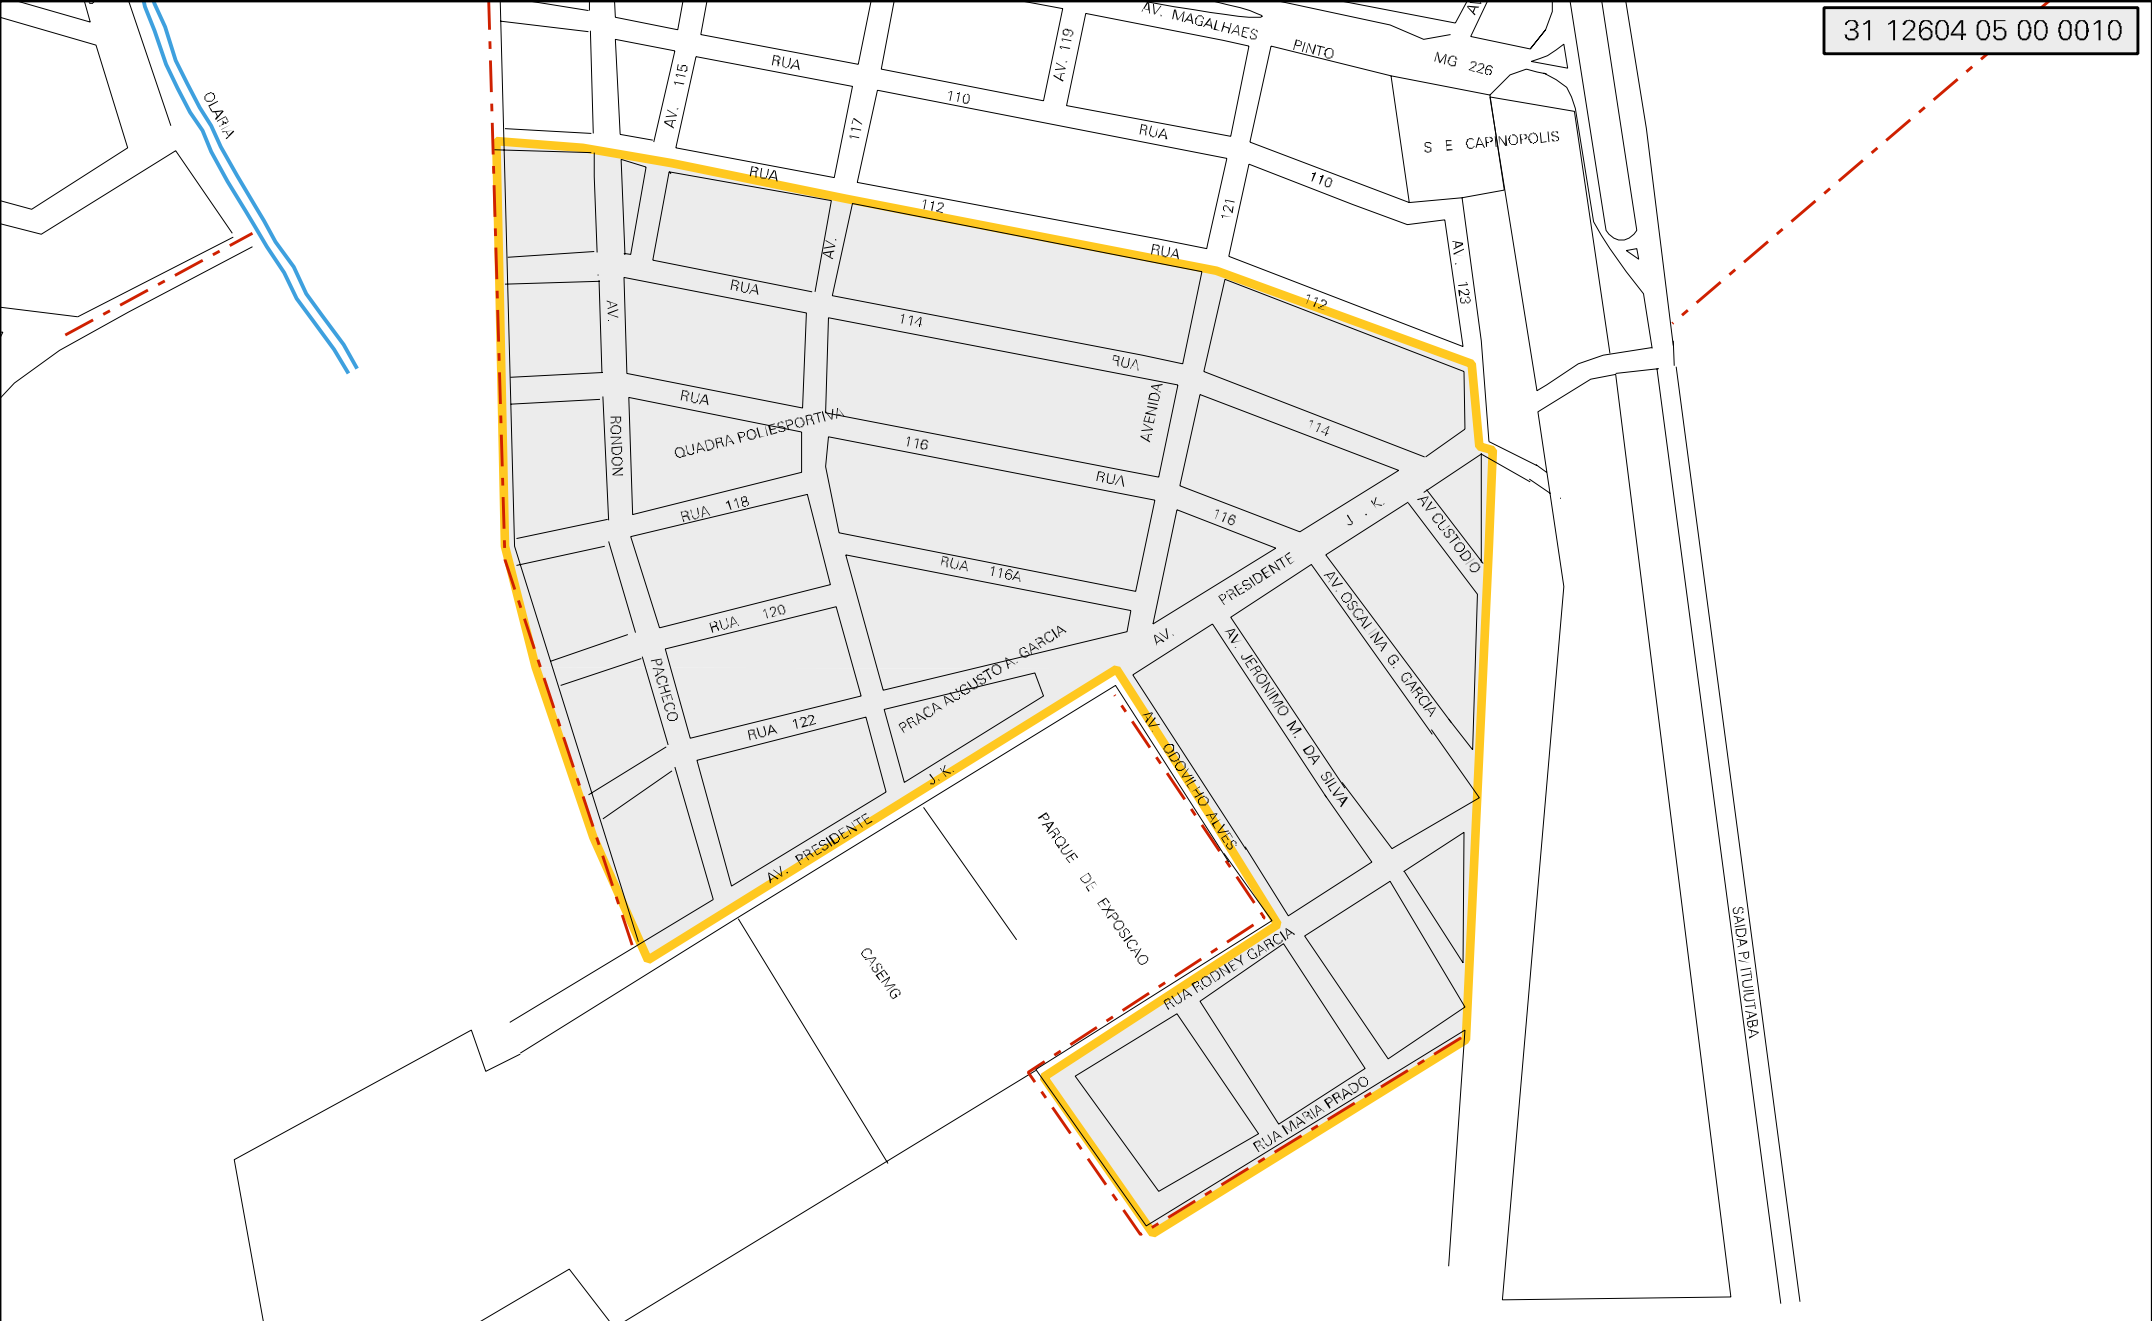 31 12604 05 00 0010
AV. MAGALHAES
PINTO
MG 226
AV. 119
RUA
110
RUA
AV. 115
117
OLARIA
S E CAPINOPOLIS
RUA
112
RUA
110
121
AV. 123
112
AV.
RUA
114
RUA
AV.
RUA
QUADRA POLIESPORTIVA
116
AVENIDA
RUA
114
RONDON
RUA 118
116
J . K.
AV CUSTODIO
RUA 116A
PRESIDENTE
AV. OSCALINA G. GARCIA
RUA 120
AV.
AV. JERONIMO M. DA SILVA
PACHECO
PRACA AUGUSTO A. GARCIA
RUA 122
AV. ODOVILHO ALVES
J. K.
AV. PRESIDENTE
PARQUE DE EXPOSICAO
CASEMG
RUA RODNEY GARCIA
SAIDA P/ ITUIUTABA
RUA MARIA PRADO